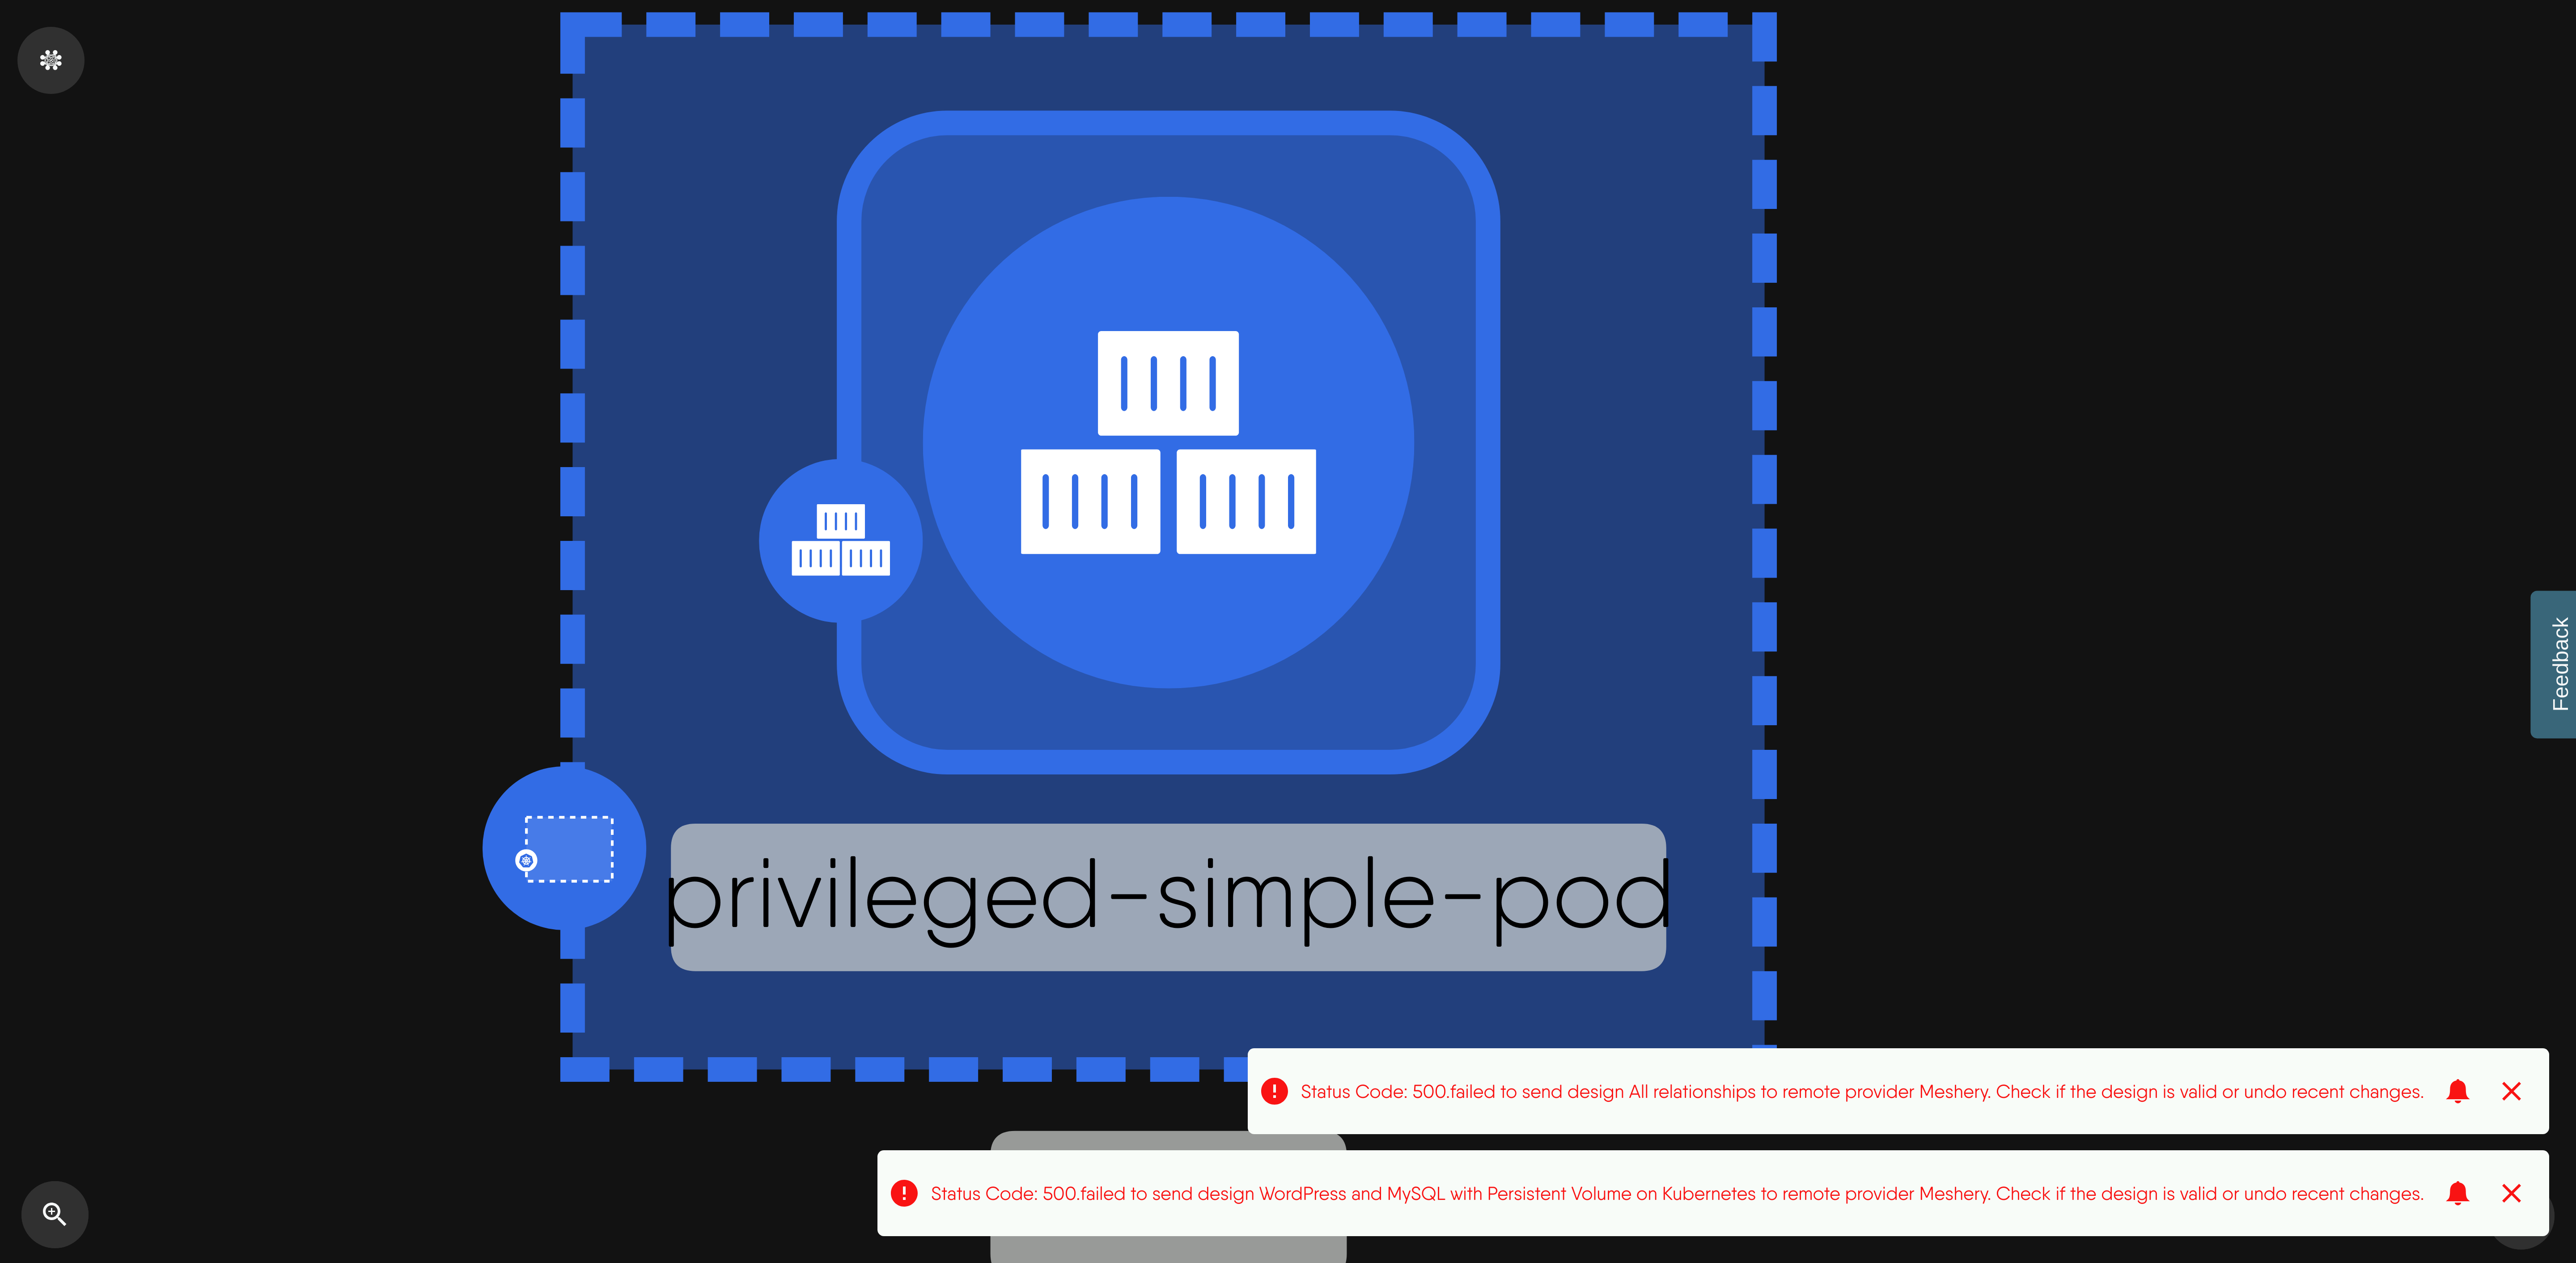 privileged-simple-pod
Feedback
Status Code: 500.failed to send design All relationships to remote provider Meshery. Check if the design is valid or undo recent changes.
Status Code: 500.failed to send design WordPress and MySQL with Persistent Volume on Kubernetes to remote provider Meshery. Check if the design is valid or undo recent changes.